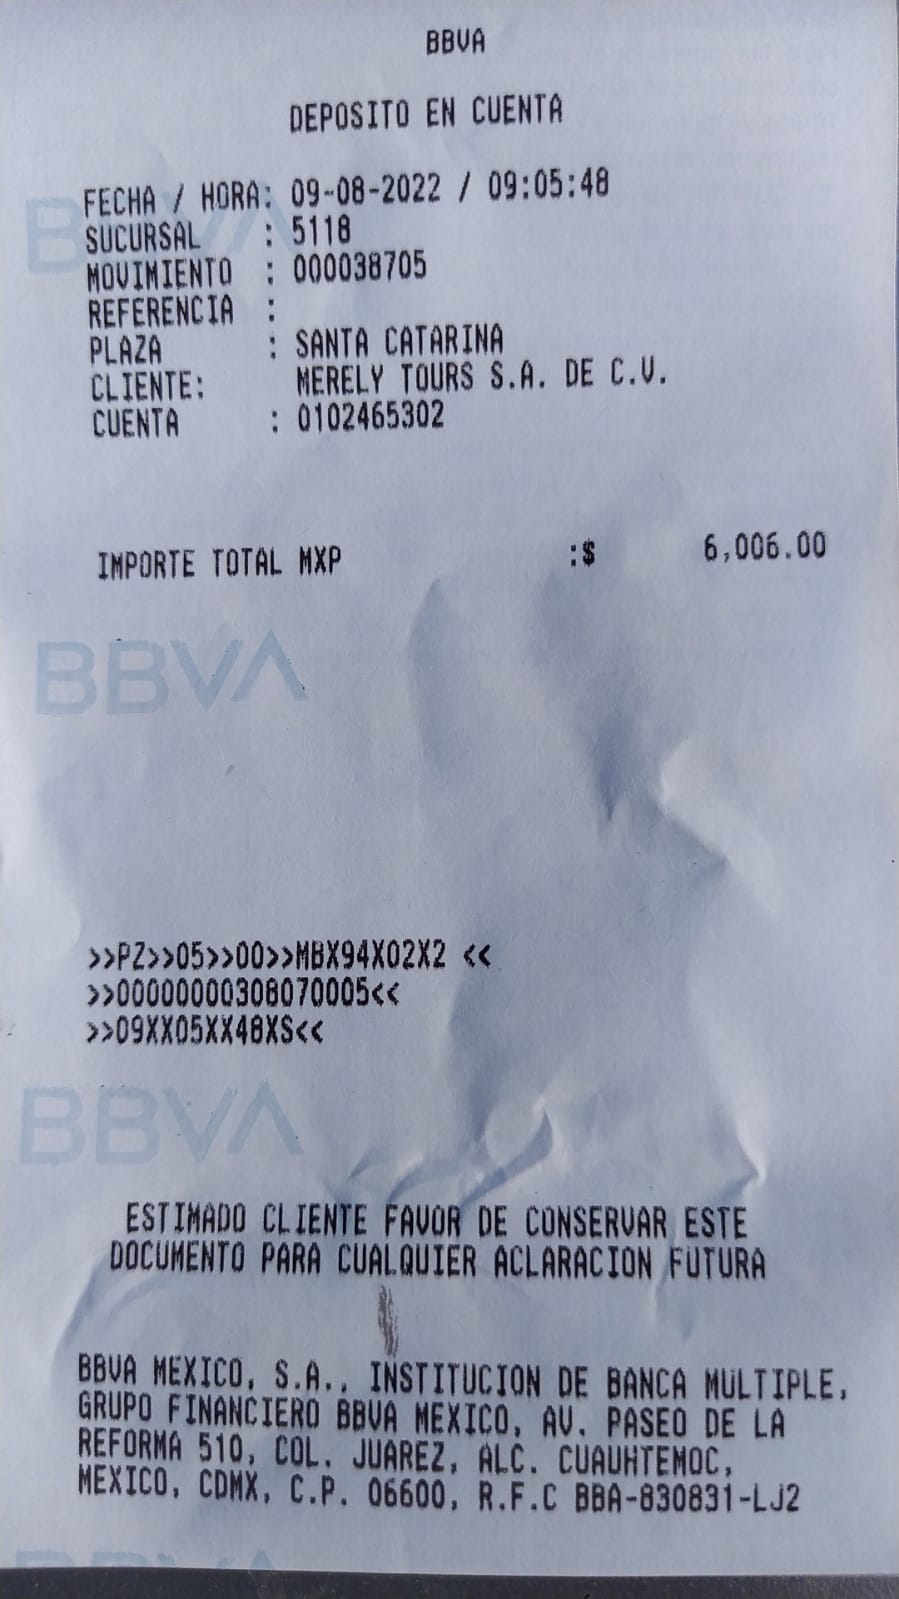 BBVA
DEPOSITO EN CUENTA
FECHA / HORA: 09-08-2022 / 09:05:48
SUCURSAL : 5118
MOVIMIENTO : 000038705
REFERENCIA :
PLAZA : SANTA CATARINA
CLIENTE: MERELY TOURS S.A. DE C.V.
CUENTA : 0102465302
IMPORTE TOTAL MXP :$ 6,006.00
BBVA
>>PZ>>05>>00>>MBX94X02X2 <<
>>00000000308070005<<
>>09XX05XX48XS<<
BBVA
ESTIMADO CLIENTE FAVOR DE CONSERVAR ESTE
DOCUMENTO PARA CUALQUIER ACLARACION FUTURA
BBVA MEXICO, S.A., INSTITUCION DE BANCA MULTIPLE,
GRUPO FINANCIERO BBVA MEXICO, AV. PASEO DE LA
REFORMA 510, COL. JUAREZ, ALC. CUAUHTEMOC,
MEXICO, CDMX, C.P. 06600, R.F.C BBA-830831-LJ2